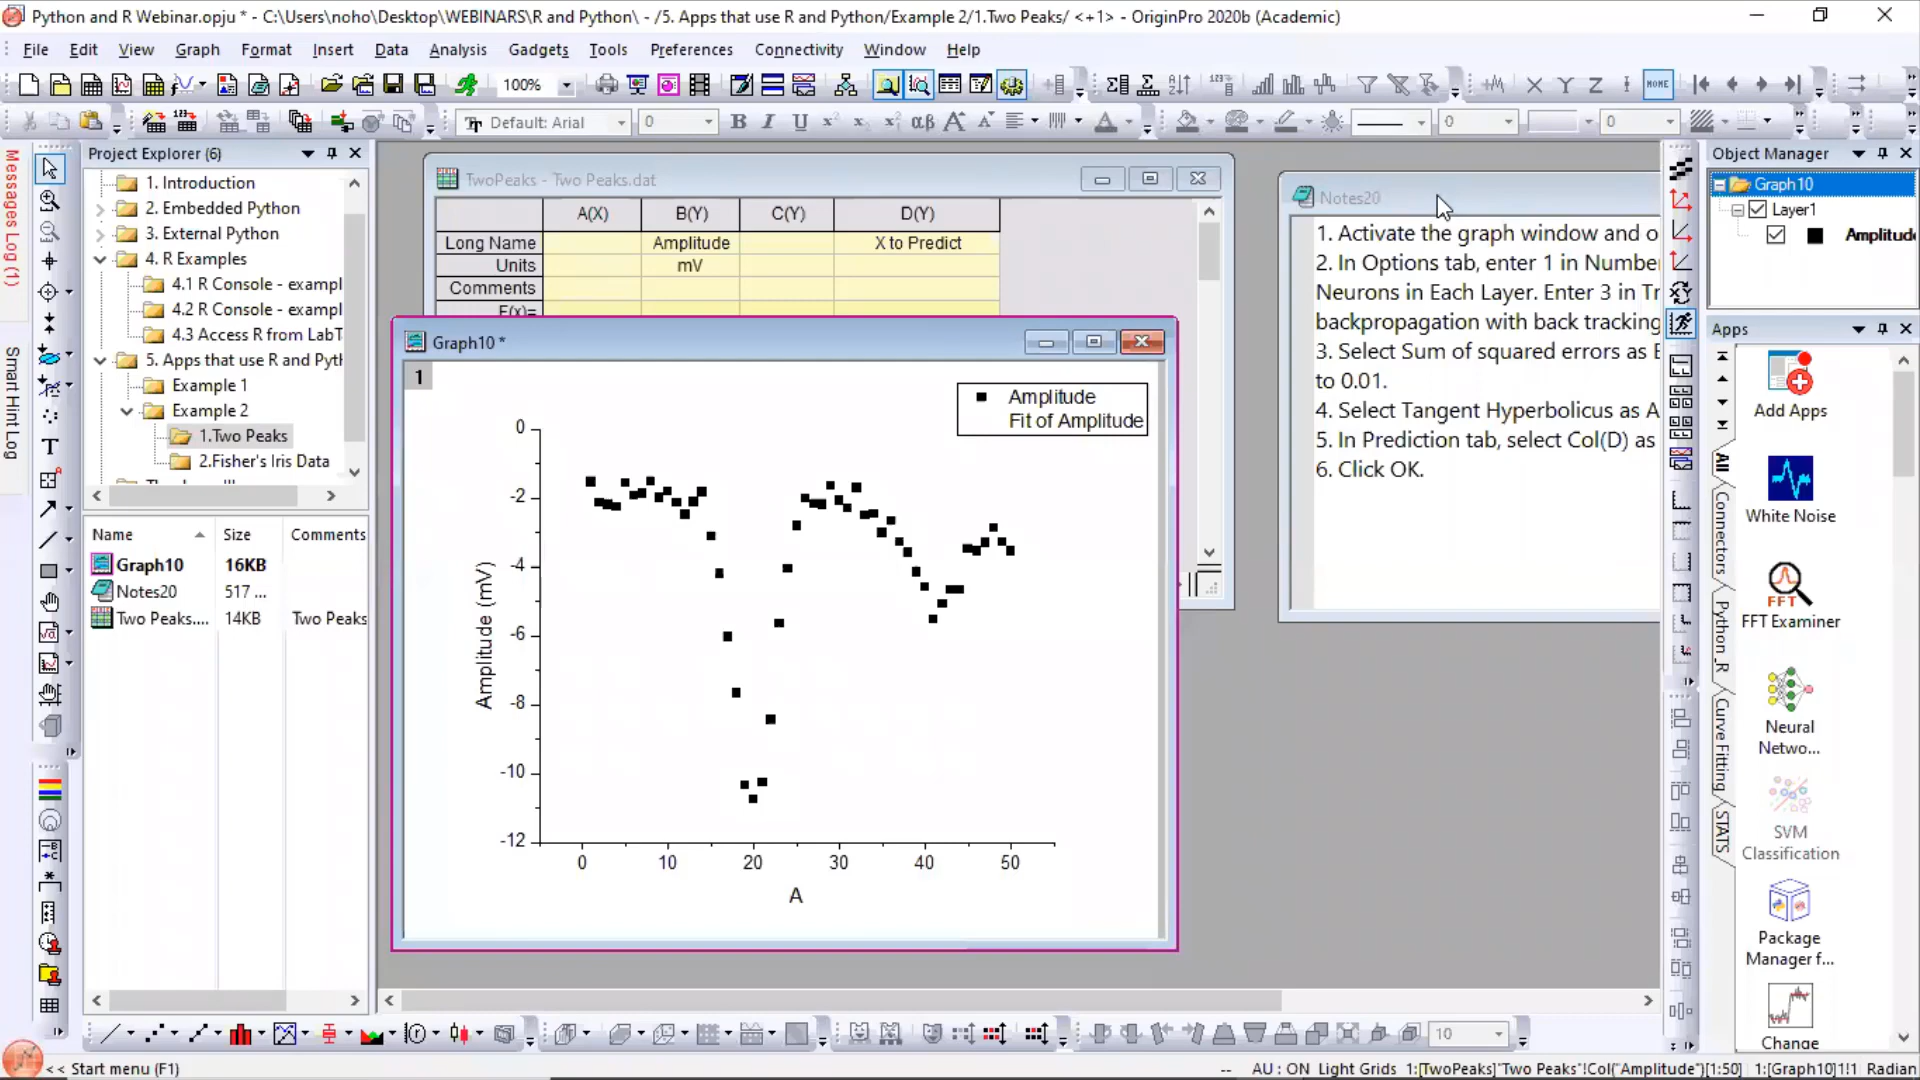 Python and R Webinar.opju * - C:\Users\noho\Desktop\WEBINARS\R and Python\ - /5. Apps that use R and Python/Example 2/1.Two Peaks/ <+1> - OriginPro 2020b (Academic)
File Edit View Graph Format Insert Data Analysis Gadgets Tools Preferences Connectivity Window Help
100%
HOME
Default: Arial 0 B I U αβ A A A 0 0
Messages Log (1)
Smart Hint Log
Project Explorer (6)
1. Introduction
2. Embedded Python
3. External Python
4. R Examples
4.1 R Console - exampl
4.2 R Console - exampl
4.3 Access R from LabT
5. Apps that use R and Pyth
Example 1
Example 2
1.Two Peaks
2.Fisher's Iris Data
Name Size Comments
Graph10 16KB
Notes20 517 ...
Two Peaks.... 14KB Two Peaks
TwoPeaks - Two Peaks.dat
A(X) B(Y) C(Y) D(Y)
Long Name Amplitude X to Predict
Units mV
Comments
F(x)=
Graph10 *
1
Amplitude
Fit of Amplitude
0
-2
-4
-6
-8
-10
-12
Amplitude (mV)
0 10 20 30 40 50
A
Notes20
1. Activate the graph window and o
2. In Options tab, enter 1 in Numbe
Neurons in Each Layer. Enter 3 in Tr
backpropagation with back tracking
3. Select Sum of squared errors as E
to 0.01.
4. Select Tangent Hyperbolicus as A
5. In Prediction tab, select Col(D) as
6. Click OK.
Object Manager
Graph10
Layer1
Amplitude
Apps
All
Connectors
Python_R
Curve Fitting
STATS
Add Apps
White Noise
FFT
FFT Examiner
Neural
Netwo...
SVM
Classification
Package
Manager f...
Change
10
<< Start menu (F1)
-- AU : ON Light Grids 1:[TwoPeaks]"Two Peaks"!Col("Amplitude")[1:50] 1:[Graph10]1!1 Radian